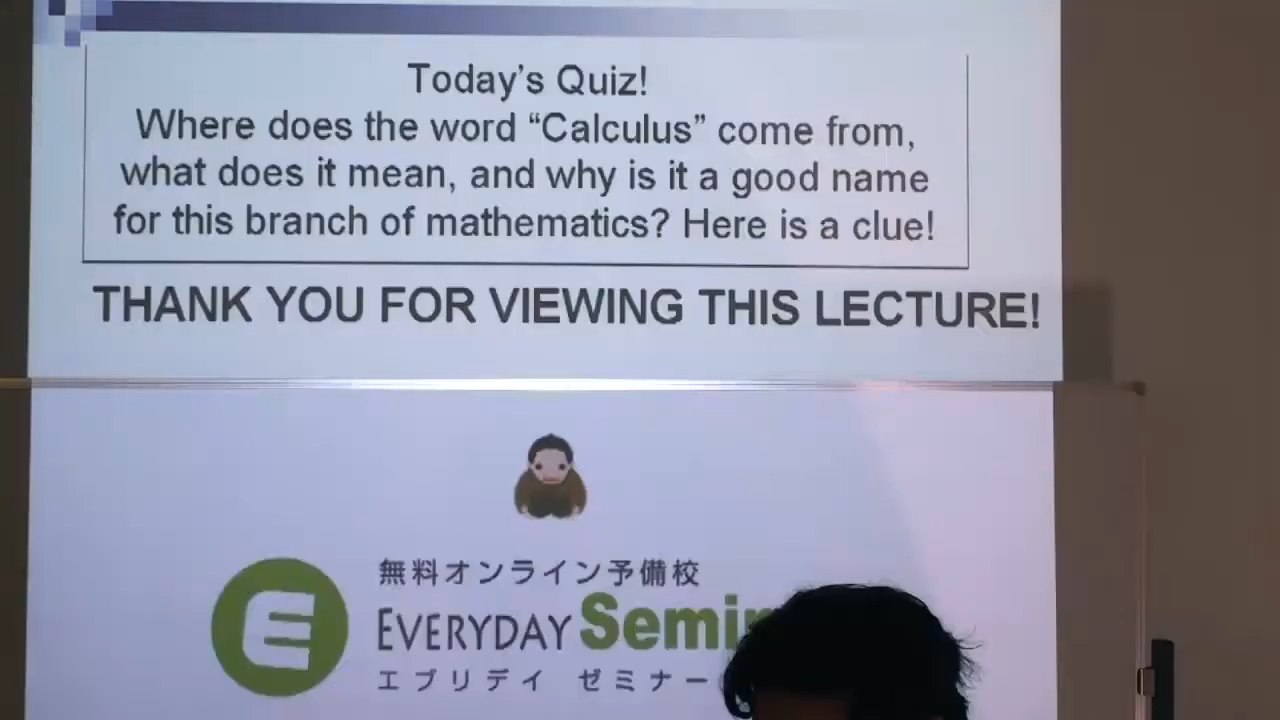 Today's Quiz!
Where does the word “Calculus” come from,
what does it mean, and why is it a good name
for this branch of mathematics? Here is a clue!
THANK YOU FOR VIEWING THIS LECTURE!
無料オンライン予備校
EVERYDAY
エブリデイ ゼミナー